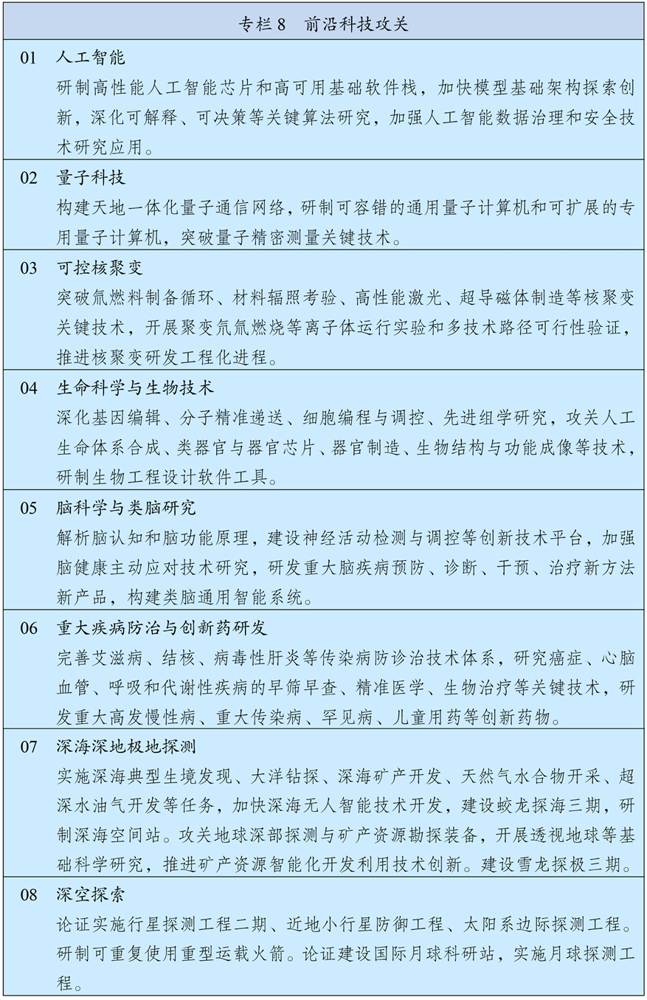 专栏 8 前沿科技攻关
01 人工智能
研制高性能人工智能芯片和高可用基础软件栈，加快模型基础架构探索创
新，深化可解释、可决策等关键算法研究，加强人工智能数据治理和安全技
术研究应用。
02 量子科技
构建天地一体化量子通信网络，研制可容错的通用量子计算机和可扩展的专
用量子计算机，突破量子精密测量关键技术。
03 可控核聚变
突破氚燃料制备循环、材料辐照考验、高性能激光、超导磁体制造等核聚变
关键技术，开展聚变氘氚燃烧等离子体运行实验和多技术路径可行性验证，
推进核聚变研发工程化进程。
04 生命科学与生物技术
深化基因编辑、分子精准递送、细胞编程与调控、先进组学研究，攻关人工
生命体系合成、类器官与器官芯片、器官制造、生物结构与功能成像等技术，
研制生物工程设计软件工具。
05 脑科学与类脑研究
解析脑认知和脑功能原理，建设神经活动检测与调控等创新技术平台，加强
脑健康主动应对技术研究，研发重大脑疾病预防、诊断、干预、治疗新方法
新产品，构建类脑通用智能系统。
06 重大疾病防治与创新药研发
完善艾滋病、结核、病毒性肝炎等传染病防诊治技术体系，研究癌症、心脑
血管、呼吸和代谢性疾病的早筛早查、精准医学、生物治疗等关键技术，研
发重大高发慢性病、重大传染病、罕见病、儿童用药等创新药物。
07 深海深地极地探测
实施深海典型生境发现、大洋钻探、深海矿产开发、天然气水合物开采、超
深水油气开发等任务，加快深海无人智能技术开发，建设蛟龙探海三期，研
制深海空间站。攻关地球深部探测与矿产资源勘探装备，开展透视地球等基
础科学研究，推进矿产资源智能化开发利用技术创新。建设雪龙探极三期。
08 深空探索
论证实施行星探测工程二期、近地小行星防御工程、太阳系边际探测工程。
研制可重复使用重型运载火箭。论证建设国际月球科研站，实施月球探测工
程。